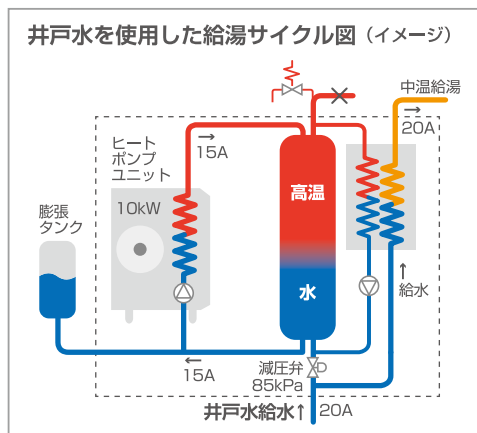 井戸水を使用した給湯サイクル図（イメージ）
中温給湯
→
20A
→
15A
ヒート
ポンプ
ユニット
10kW
膨張
タンク
高温
水
↑
給水
←
15A
減圧弁
85kPa
井戸水給水↑
20A